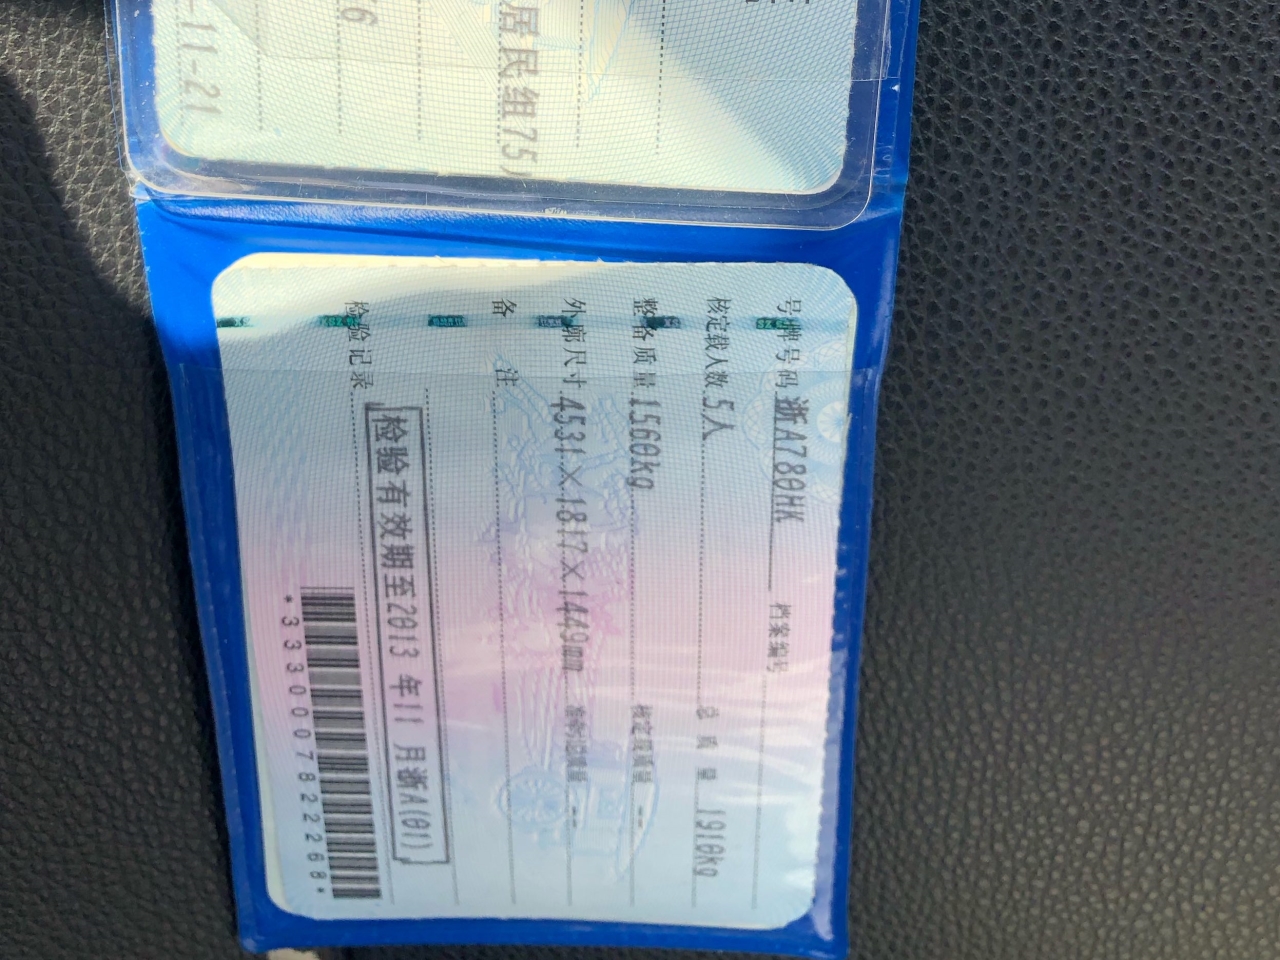 居民组75
6
-11-21
号牌号码 浙A780HK 档案编号
核定载人数 5人 总质量 1910kg
整备质量 1560kg 核定载质量 --
外廓尺寸 4531×1817×1449mm 准牵引总质量 --
备注
检验记录 检验有效期至2013 年11 月浙A(01)
*3330007822268*